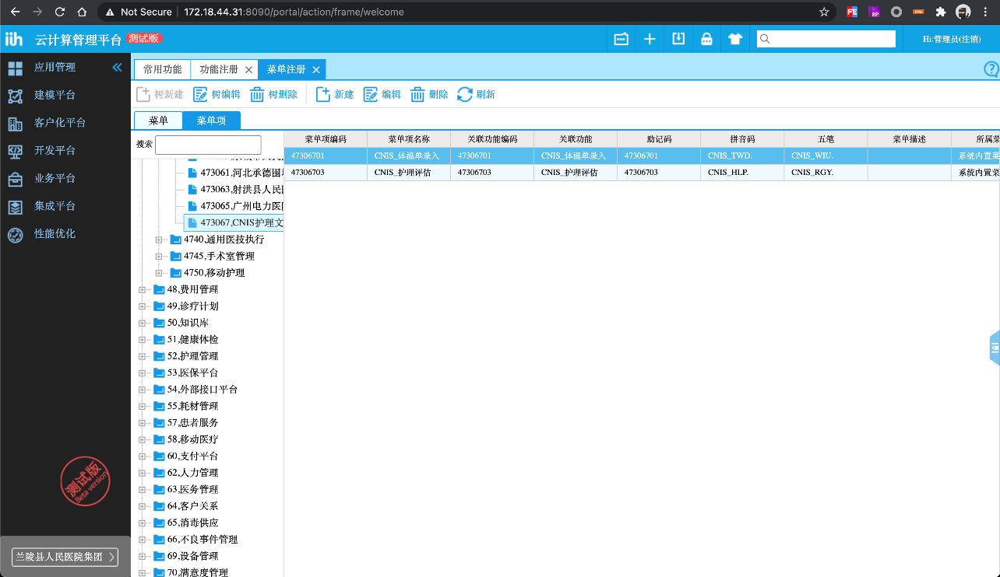 Not Secure 172.18.44.31:8090/portal/action/frame/welcome
FE RP XML
iih 云计算管理平台 测试版
Hi:管理员(注销)
应用管理
建模平台
客户化平台
开发平台
业务平台
集成平台
性能优化
测试版
Beta version
兰陵县人民医院集团
常用功能 功能注册 菜单注册
树新建 树编辑 树删除 新建 编辑 删除 刷新
菜单 菜单项
搜索
473061,河北承德围
473063,射洪县人民
473065,广州电力医
473067,CNIS护理文
4740,通用医技执行
4745,手术室管理
4750,移动护理
48,费用管理
49,诊疗计划
50,知识库
51,健康体检
52,护理管理
53,医保平台
54,外部接口平台
55,耗材管理
57,患者服务
58,移动医疗
60,支付平台
62,人力管理
63,医务管理
64,客户关系
65,消毒供应
66,不良事件管理
69,设备管理
70,满意度管理
菜单项编码 菜单项名称 关联功能编码 关联功能 助记码 拼音码 五笔 菜单描述 所属菜
47306701 CNIS_体温单录入 47306701 CNIS_体温单录入 47306701 CNIS_TWD. CNIS_WIU. 系统内置菜
47306703 CNIS_护理评估 47306703 CNIS_护理评估 47306703 CNIS_HLP. CNIS_RGY. 系统内置菜